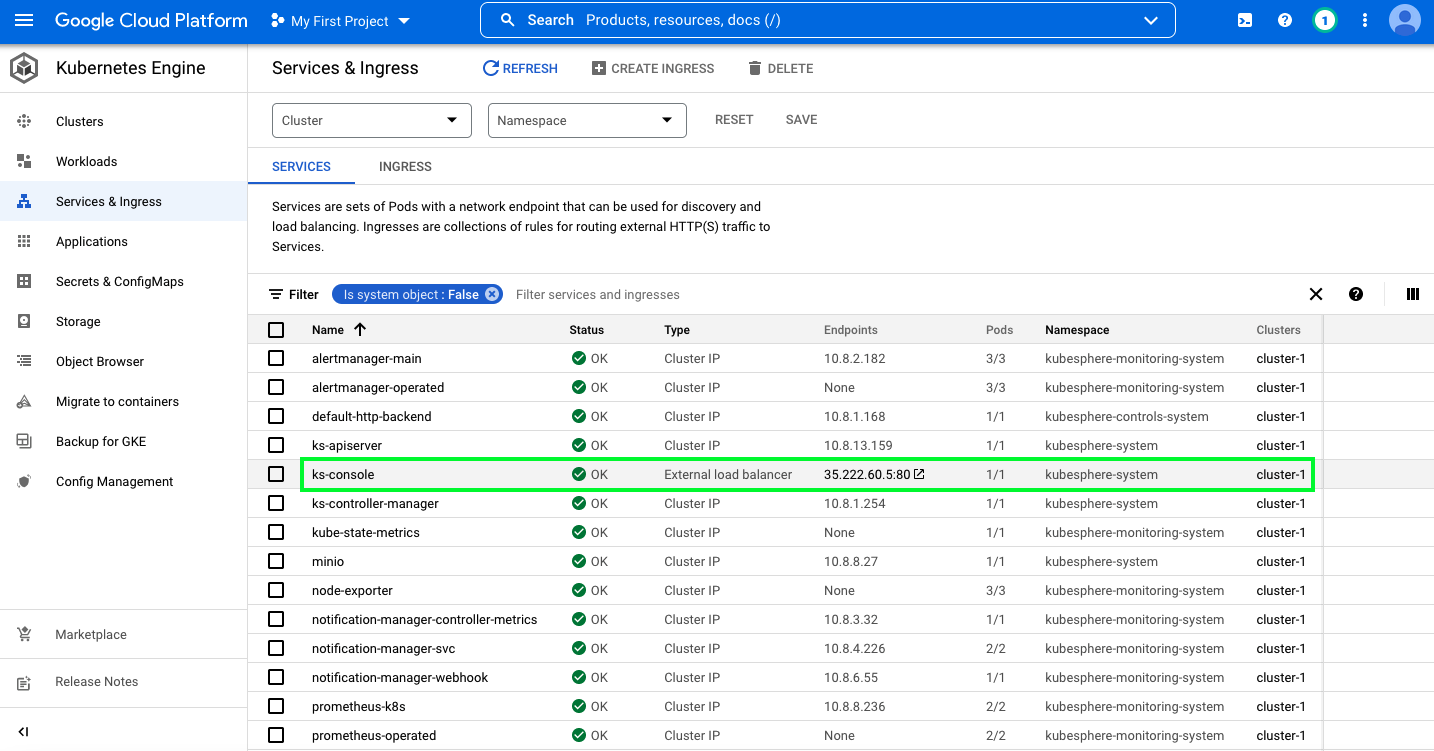 Google Cloud Platform My First Project Search Products, resources, docs (/) 1
Kubernetes Engine
Clusters
Workloads
Services & Ingress
Applications
Secrets & ConfigMaps
Storage
Object Browser
Migrate to containers
Backup for GKE
Config Management
Marketplace
Release Notes
Services & Ingress REFRESH CREATE INGRESS DELETE
Cluster Namespace RESET SAVE
SERVICES INGRESS
Services are sets of Pods with a network endpoint that can be used for discovery and
load balancing. Ingresses are collections of rules for routing external HTTP(S) traffic to
Services.
Filter Is system object : False Filter services and ingresses
Name Status Type Endpoints Pods Namespace Clusters
alertmanager-main OK Cluster IP 10.8.2.182 3/3 kubesphere-monitoring-system cluster-1
alertmanager-operated OK Cluster IP None 3/3 kubesphere-monitoring-system cluster-1
default-http-backend OK Cluster IP 10.8.1.168 1/1 kubesphere-controls-system cluster-1
ks-apiserver OK Cluster IP 10.8.13.159 1/1 kubesphere-system cluster-1
ks-console OK External load balancer 35.222.60.5:80 1/1 kubesphere-system cluster-1
ks-controller-manager OK Cluster IP 10.8.1.254 1/1 kubesphere-system cluster-1
kube-state-metrics OK Cluster IP None 1/1 kubesphere-monitoring-system cluster-1
minio OK Cluster IP 10.8.8.27 1/1 kubesphere-system cluster-1
node-exporter OK Cluster IP None 3/3 kubesphere-monitoring-system cluster-1
notification-manager-controller-metrics OK Cluster IP 10.8.3.32 1/1 kubesphere-monitoring-system cluster-1
notification-manager-svc OK Cluster IP 10.8.4.226 2/2 kubesphere-monitoring-system cluster-1
notification-manager-webhook OK Cluster IP 10.8.6.55 1/1 kubesphere-monitoring-system cluster-1
prometheus-k8s OK Cluster IP 10.8.8.236 2/2 kubesphere-monitoring-system cluster-1
prometheus-operated OK Cluster IP None 2/2 kubesphere-monitoring-system cluster-1